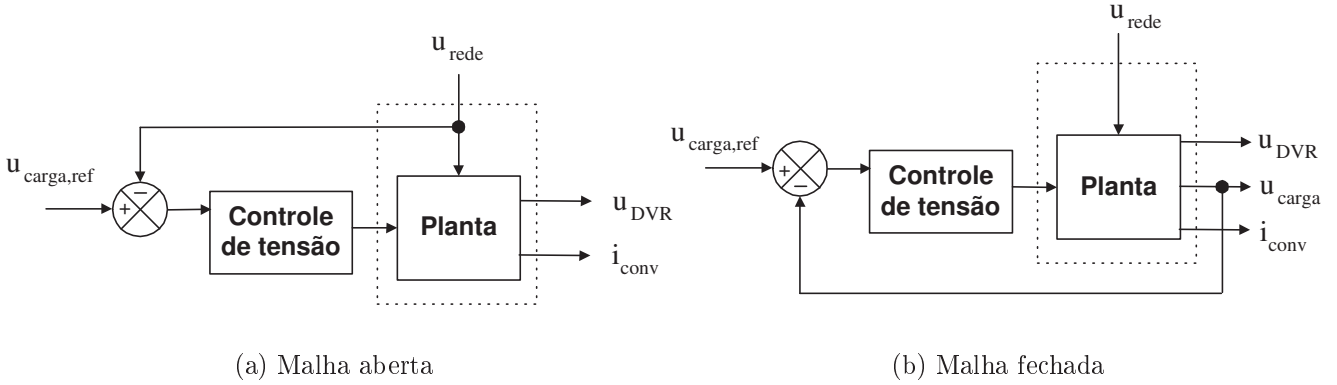 u rede
u carga,ref
−
+
Controle
de tensão
Planta
u DVR
i conv
(a) Malha aberta
u rede
u carga,ref
+
−
Controle
de tensão
Planta
u DVR
u carga
i conv
(b) Malha fechada